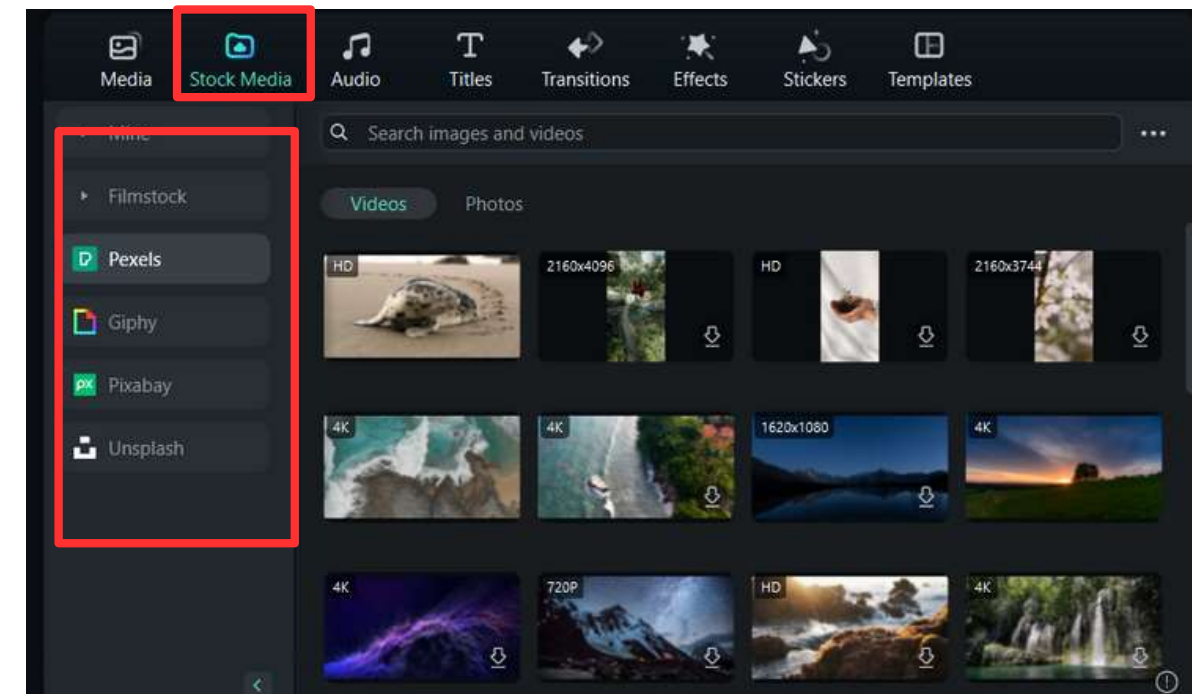 Media Stock Media Audio Titles Transitions Effects Stickers Templates
Mine
Search images and videos
Filmstock
Videos Photos
Pexels
HD 2160x4096 HD 2160x3744
Giphy
Pixabay
4K 4K 1620x1080 4K
Unsplash
4K 720P HD 4K